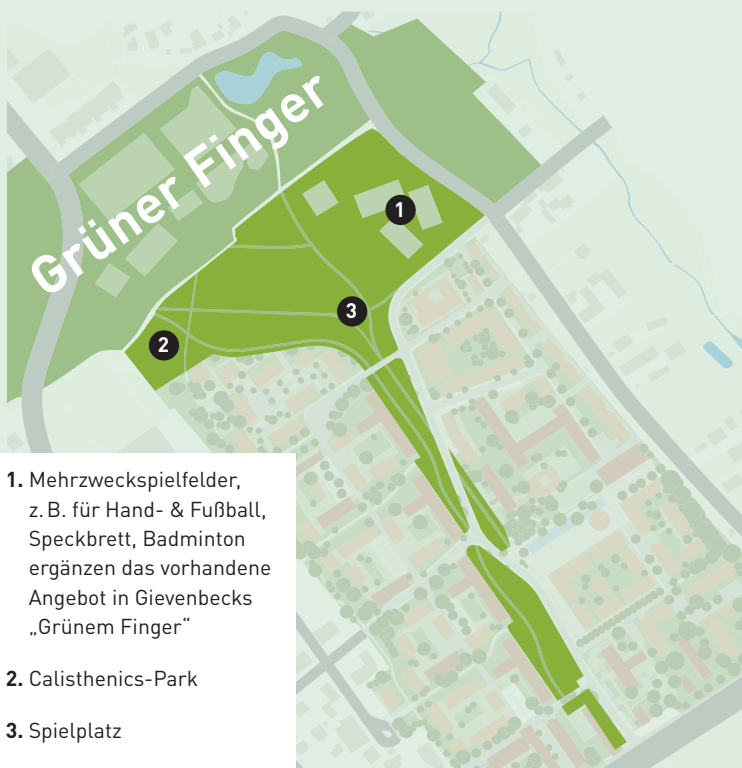 Grüner Finger
1
3
2
1. Mehrzweckspielfelder,
z. B. für Hand- & Fußball,
Speckbrett, Badminton
ergänzen das vorhandene
Angebot in Gievenbecks
„Grünem Finger“
2. Calisthenics-Park
3. Spielplatz